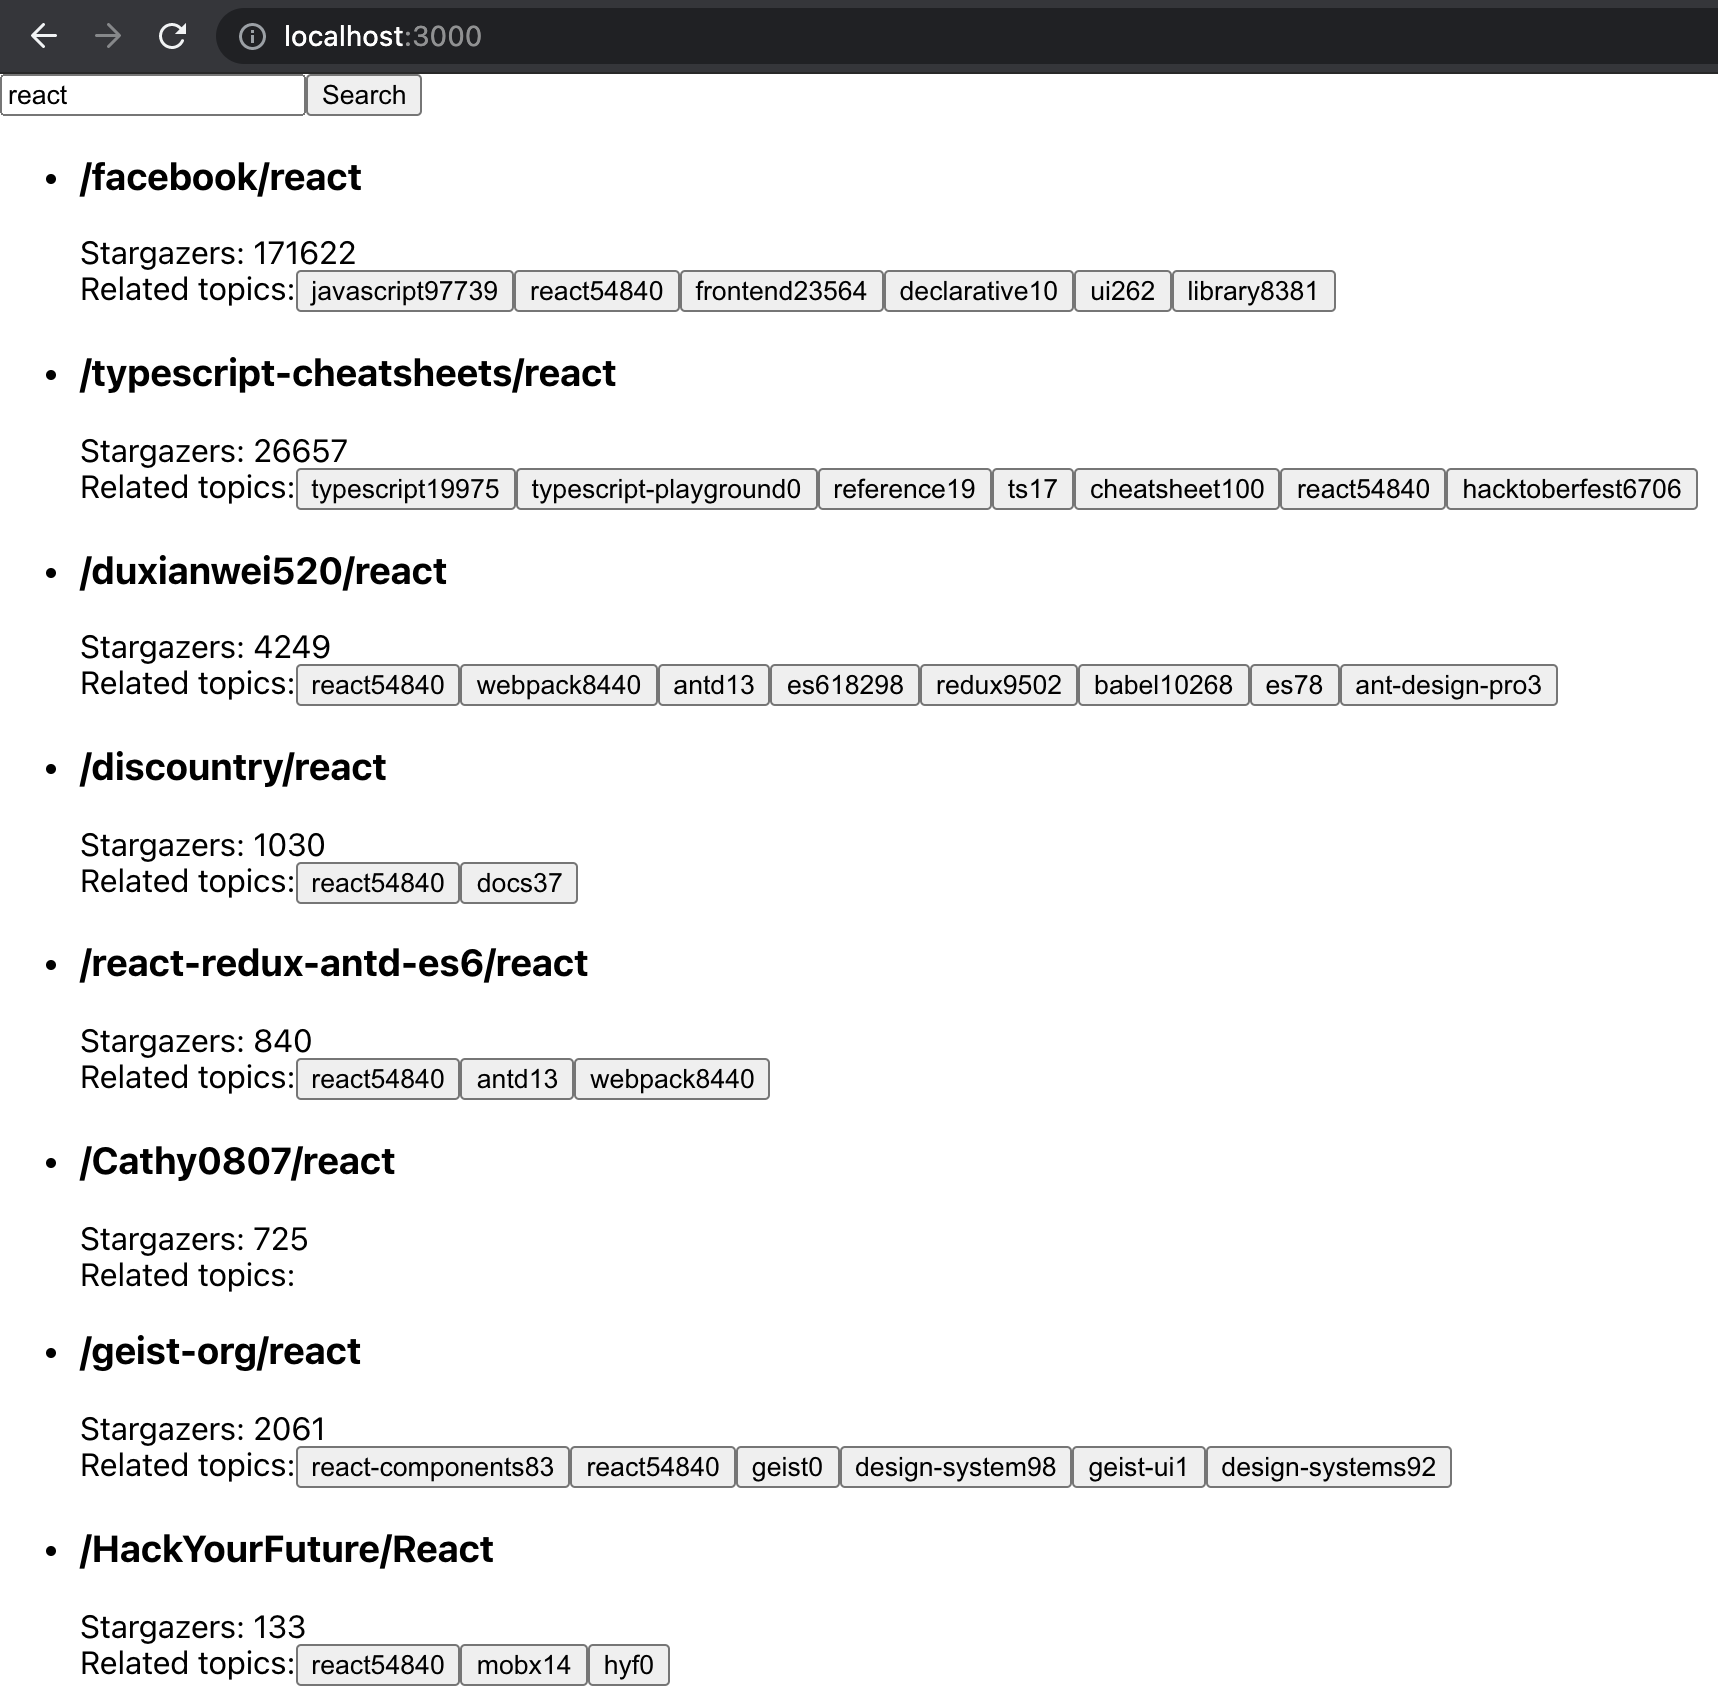 localhost:3000
react Search
/facebook/react
Stargazers: 171622
Related topics: javascript97739 react54840 frontend23564 declarative10 ui262 library8381
/typescript-cheatsheets/react
Stargazers: 26657
Related topics: typescript19975 typescript-playground0 reference19 ts17 cheatsheet100 react54840 hacktoberfest6706
/duxianwei520/react
Stargazers: 4249
Related topics: react54840 webpack8440 antd13 es618298 redux9502 babel10268 es78 ant-design-pro3
/discountry/react
Stargazers: 1030
Related topics: react54840 docs37
/react-redux-antd-es6/react
Stargazers: 840
Related topics: react54840 antd13 webpack8440
/Cathy0807/react
Stargazers: 725
Related topics:
/geist-org/react
Stargazers: 2061
Related topics: react-components83 react54840 geist0 design-system98 geist-ui1 design-systems92
/HackYourFuture/React
Stargazers: 133
Related topics: react54840 mobx14 hyf0